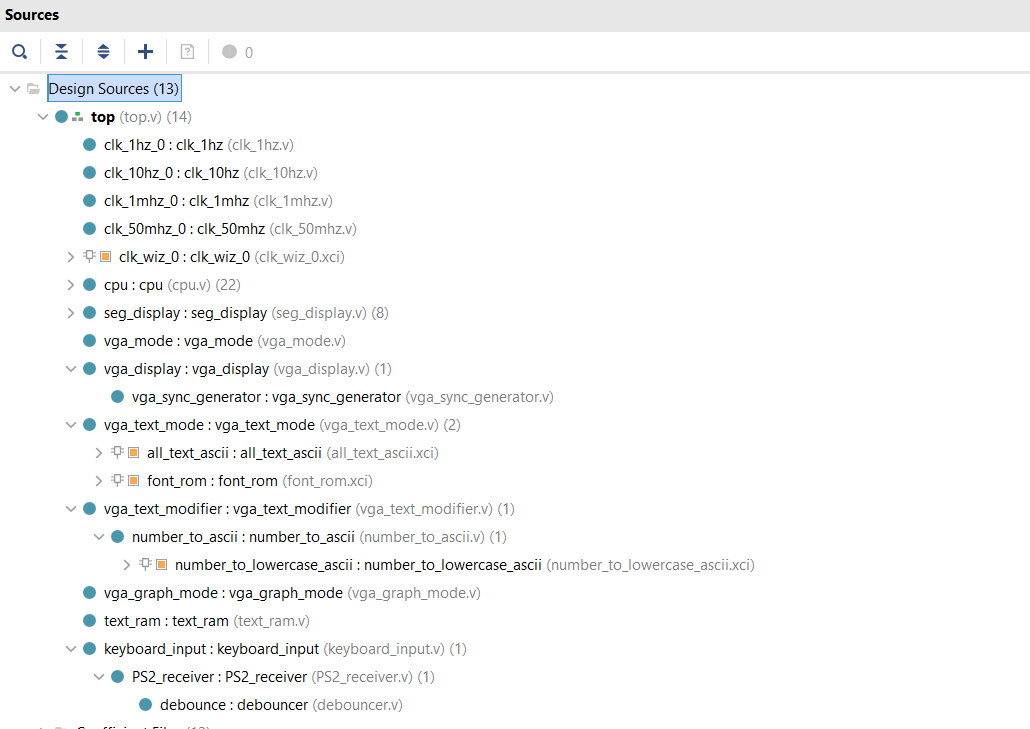 Sources
0
Design Sources (13)
top (top.v) (14)
clk_1hz_0 : clk_1hz (clk_1hz.v)
clk_10hz_0 : clk_10hz (clk_10hz.v)
clk_1mhz_0 : clk_1mhz (clk_1mhz.v)
clk_50mhz_0 : clk_50mhz (clk_50mhz.v)
clk_wiz_0 : clk_wiz_0 (clk_wiz_0.xci)
cpu : cpu (cpu.v) (22)
seg_display : seg_display (seg_display.v) (8)
vga_mode : vga_mode (vga_mode.v)
vga_display : vga_display (vga_display.v) (1)
vga_sync_generator : vga_sync_generator (vga_sync_generator.v)
vga_text_mode : vga_text_mode (vga_text_mode.v) (2)
all_text_ascii : all_text_ascii (all_text_ascii.xci)
font_rom : font_rom (font_rom.xci)
vga_text_modifier : vga_text_modifier (vga_text_modifier.v) (1)
number_to_ascii : number_to_ascii (number_to_ascii.v) (1)
number_to_lowercase_ascii : number_to_lowercase_ascii (number_to_lowercase_ascii.xci)
vga_graph_mode : vga_graph_mode (vga_graph_mode.v)
text_ram : text_ram (text_ram.v)
keyboard_input : keyboard_input (keyboard_input.v) (1)
PS2_receiver : PS2_receiver (PS2_receiver.v) (1)
debounce : debouncer (debouncer.v)